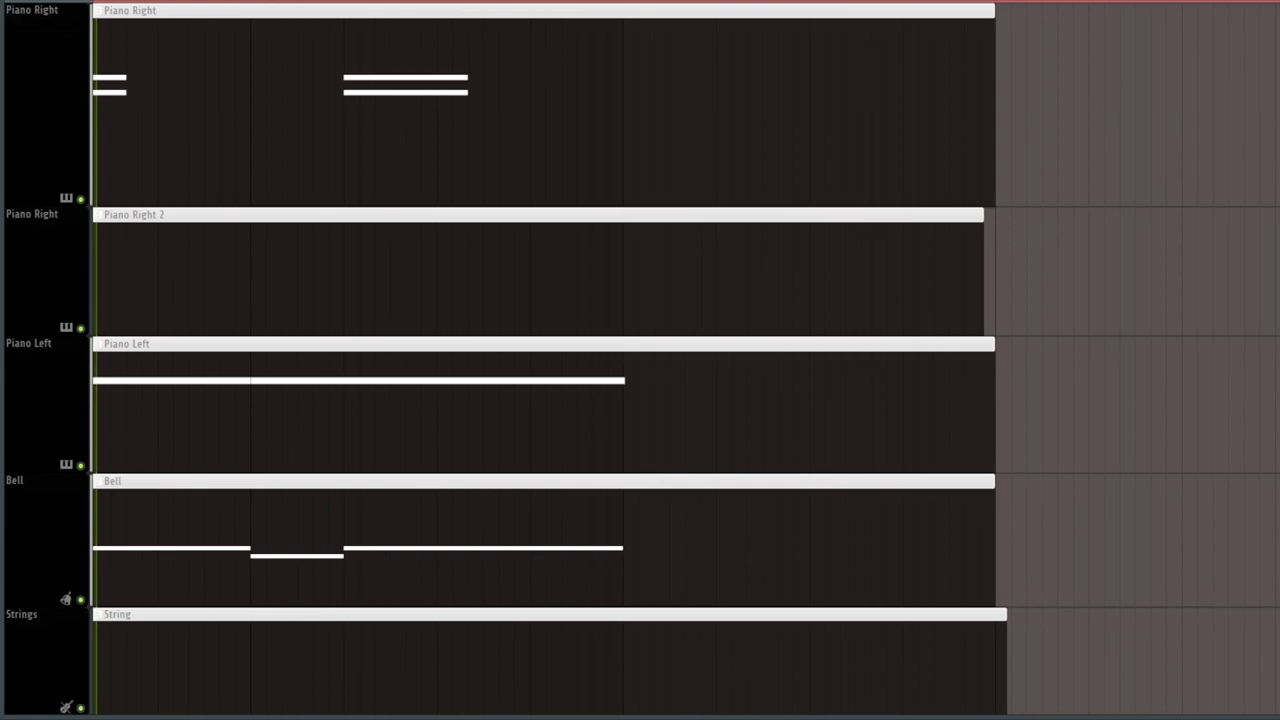 Piano Right
Piano Right
Piano Right
Piano Right 2
Piano Left
Piano Left
Bell
Bell
Strings
String